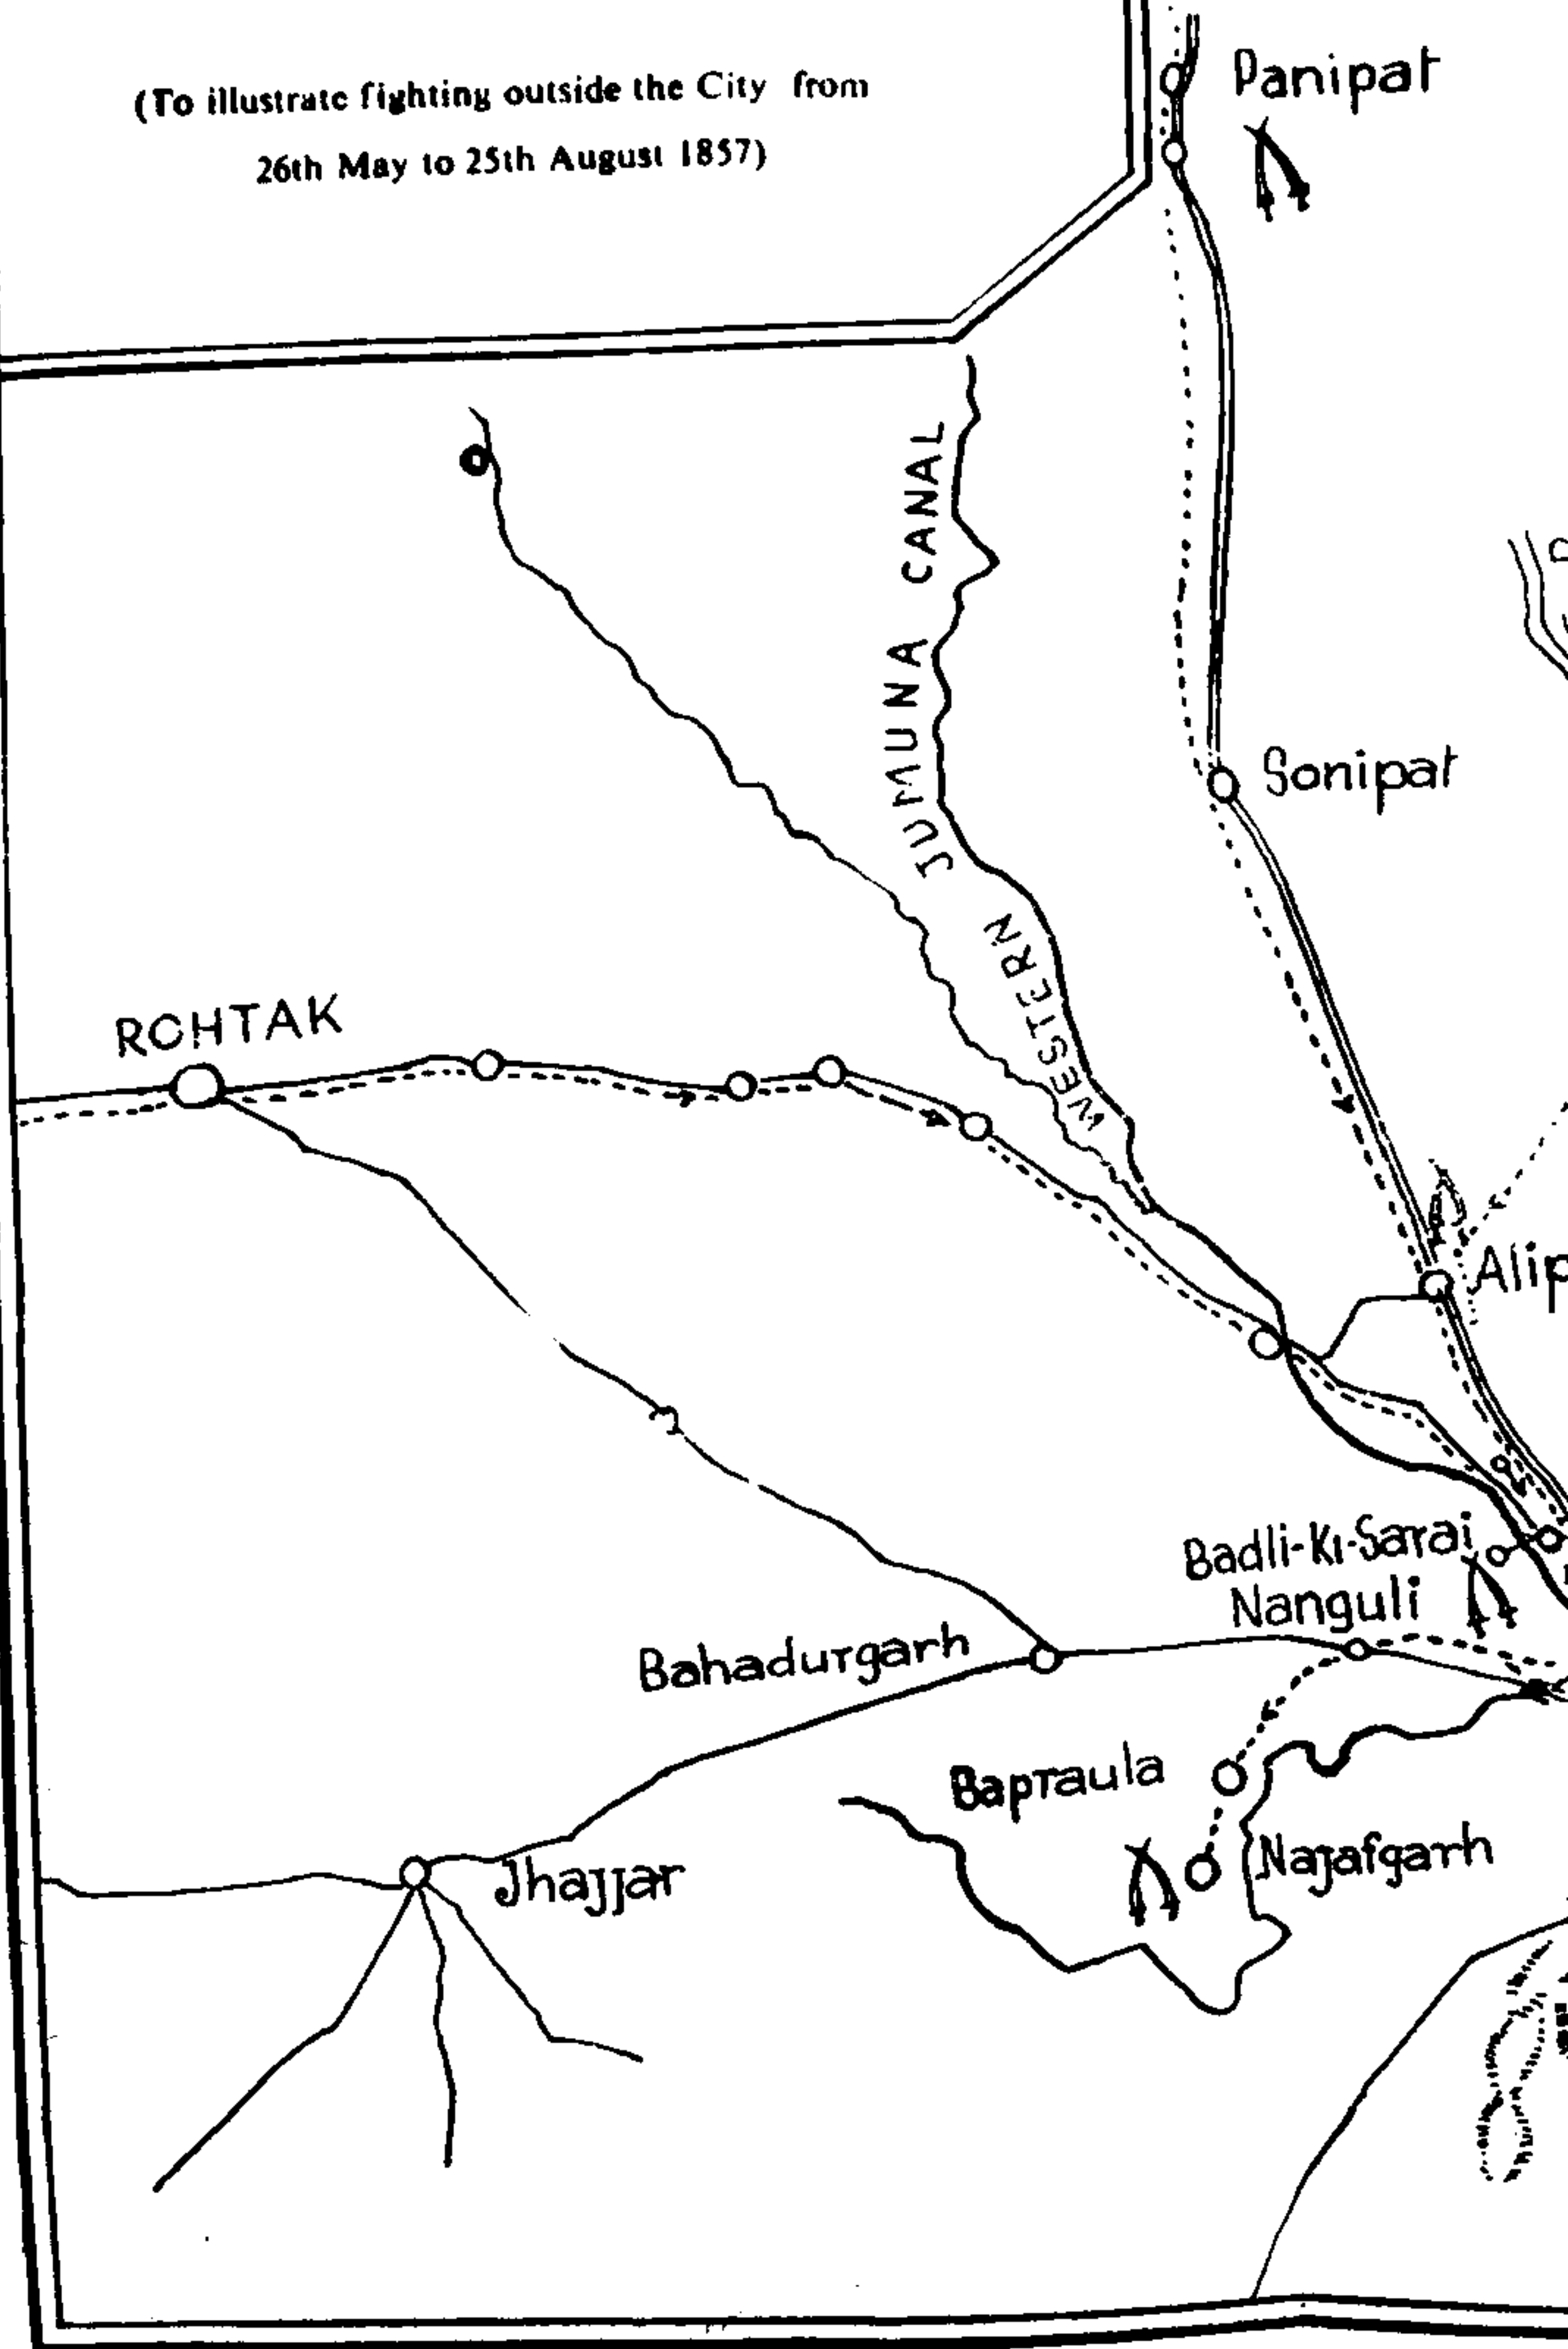 (To illustrate fighting outside the City from
26th May to 25th August 1857)
Panipat
WESTERN JUMUNA CANAL
Sonipat
ROHTAK
Alip
Badli-Ki-Sarai
Nanguli
Bahadurgarh
Bapraula
Najafgarh
Jhajjar